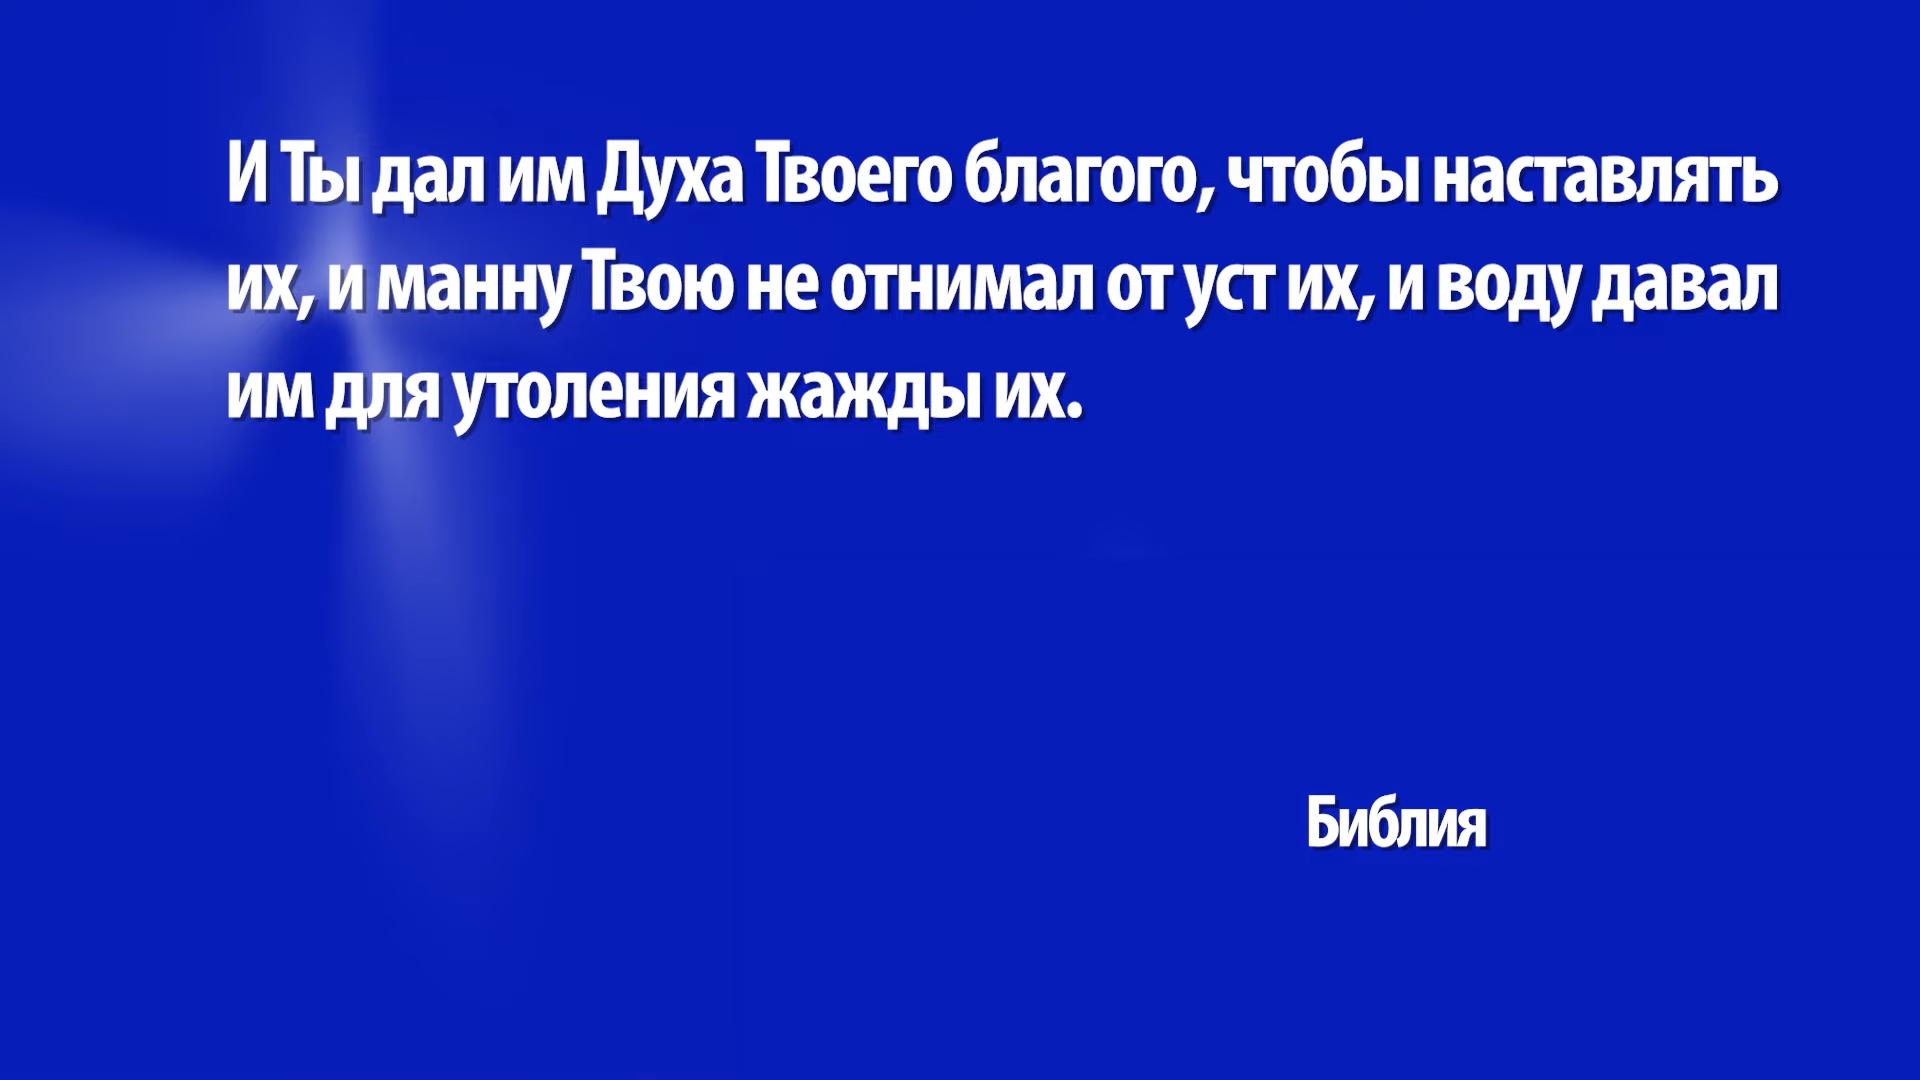 И Ты дал им Духа Твоего благого, чтобы наставлять
их, и манну Твою не отнимал от уст их, и воду давал
им для утоления жажды их.
Библия